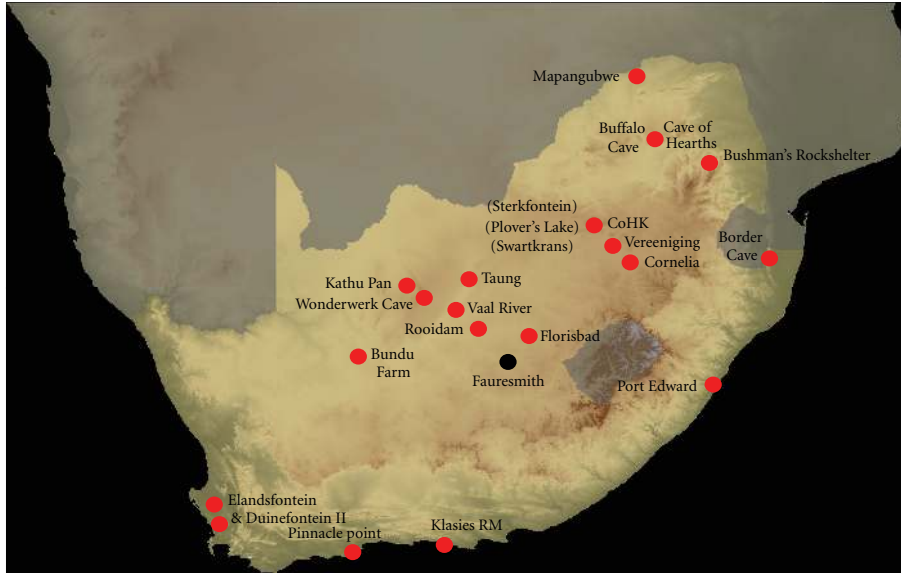 Mapangubwe
Buffalo
Cave
Cave of
Hearths
Bushman's Rockshelter
(Sterkfontein)
(Plover's Lake)
(Swartkrans)
CoHK
Vereeniging
Cornelia
Border
Cave
Kathu Pan
Taung
Wonderwerk Cave
Vaal River
Rooidam
Florisbad
Bundu
Farm
Fauresmith
Port Edward
Elandsfontein
& Duinefontein II
Pinnacle point
Klasies RM